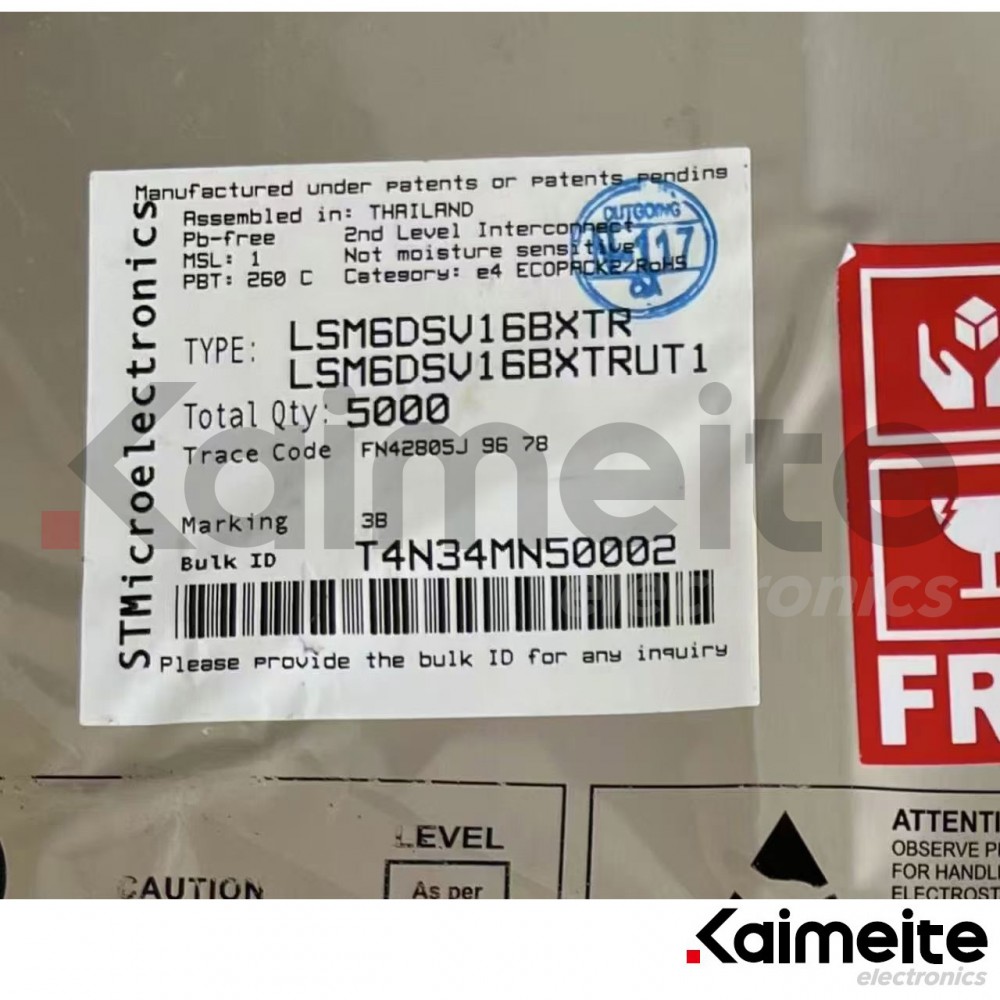 Manufactured under patents or patents pending
Assembled in: THAILAND
Pb-free 2nd Level Interconnect
MSL: 1 Not moisture sensitive
PBT: 260 C Category: e4 ECOPACK2/RoHS
OUTGOING
117
STMicroelectronics
TYPE: LSM6DSV16BXTR
LSM6DSV16BXTRUT1
Total Qty: 5000
Trace Code FN42805J 96 78
Marking 3B
Bulk ID T4N34MN50002
Please provide the bulk ID for any inquiry
Kaimeite
electronics
FR
LEVEL
CAUTION
As per
ATTENTI
OBSERVE P
FOR HANDL
ELECTROST
Kaimeite
electronics